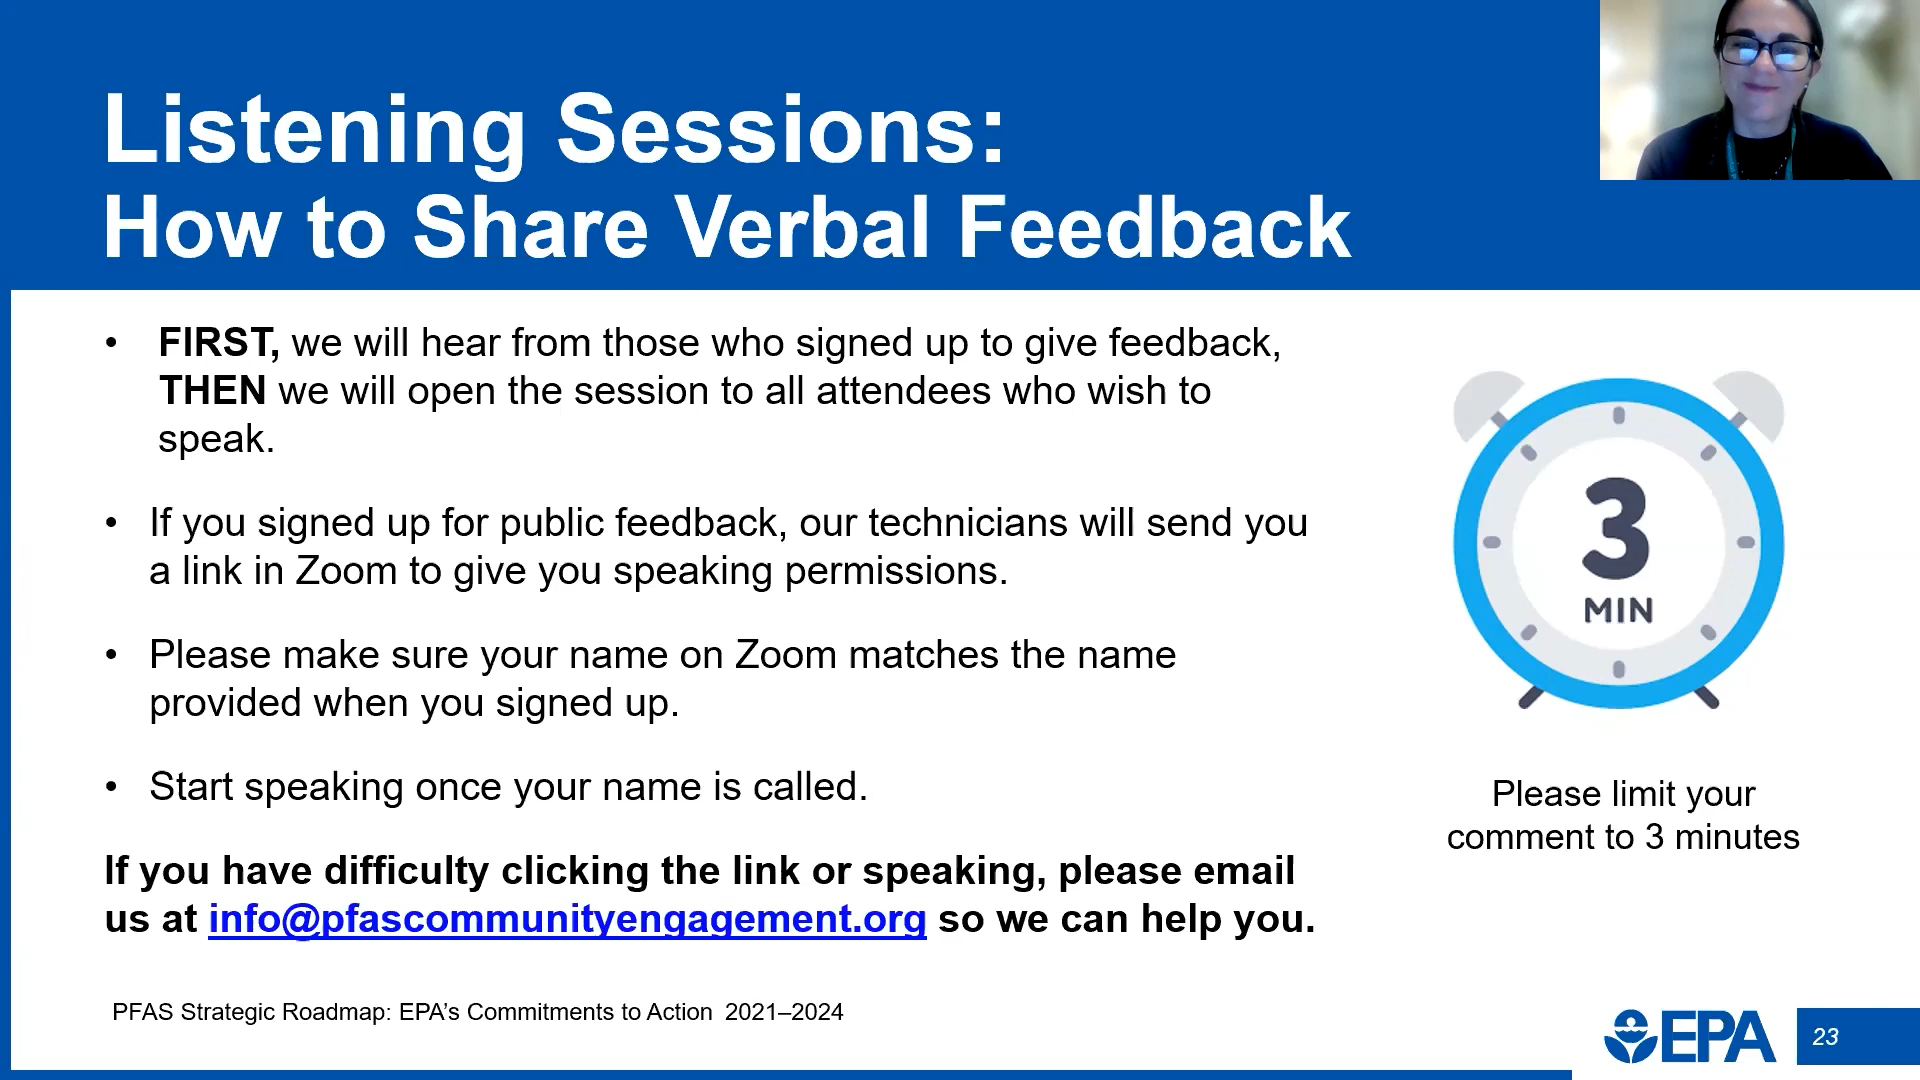 Listening Sessions:
How to Share Verbal Feedback
• FIRST, we will hear from those who signed up to give feedback,
THEN we will open the session to all attendees who wish to
speak.
• If you signed up for public feedback, our technicians will send you
a link in Zoom to give you speaking permissions.
• Please make sure your name on Zoom matches the name
provided when you signed up.
• Start speaking once your name is called.
If you have difficulty clicking the link or speaking, please email
us at info@pfascommunityengagement.org so we can help you.
3
MIN
Please limit your
comment to 3 minutes
PFAS Strategic Roadmap: EPA’s Commitments to Action 2021–2024
EPA
23